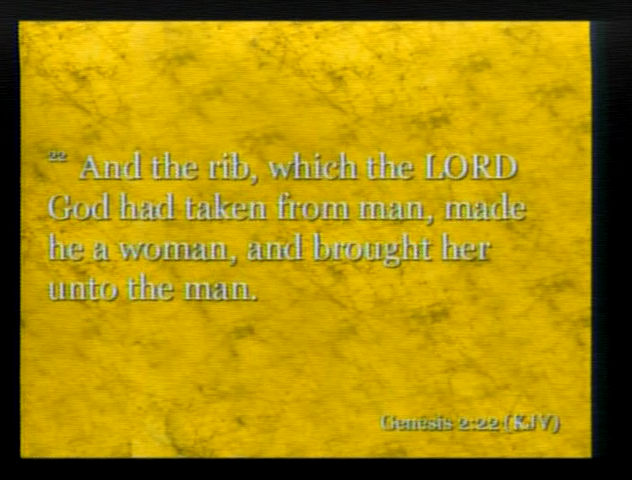 22 And the rib, which the LORD
God had taken from man, made
he a woman, and brought her
unto the man.
Genesis 2:22 (KJV)